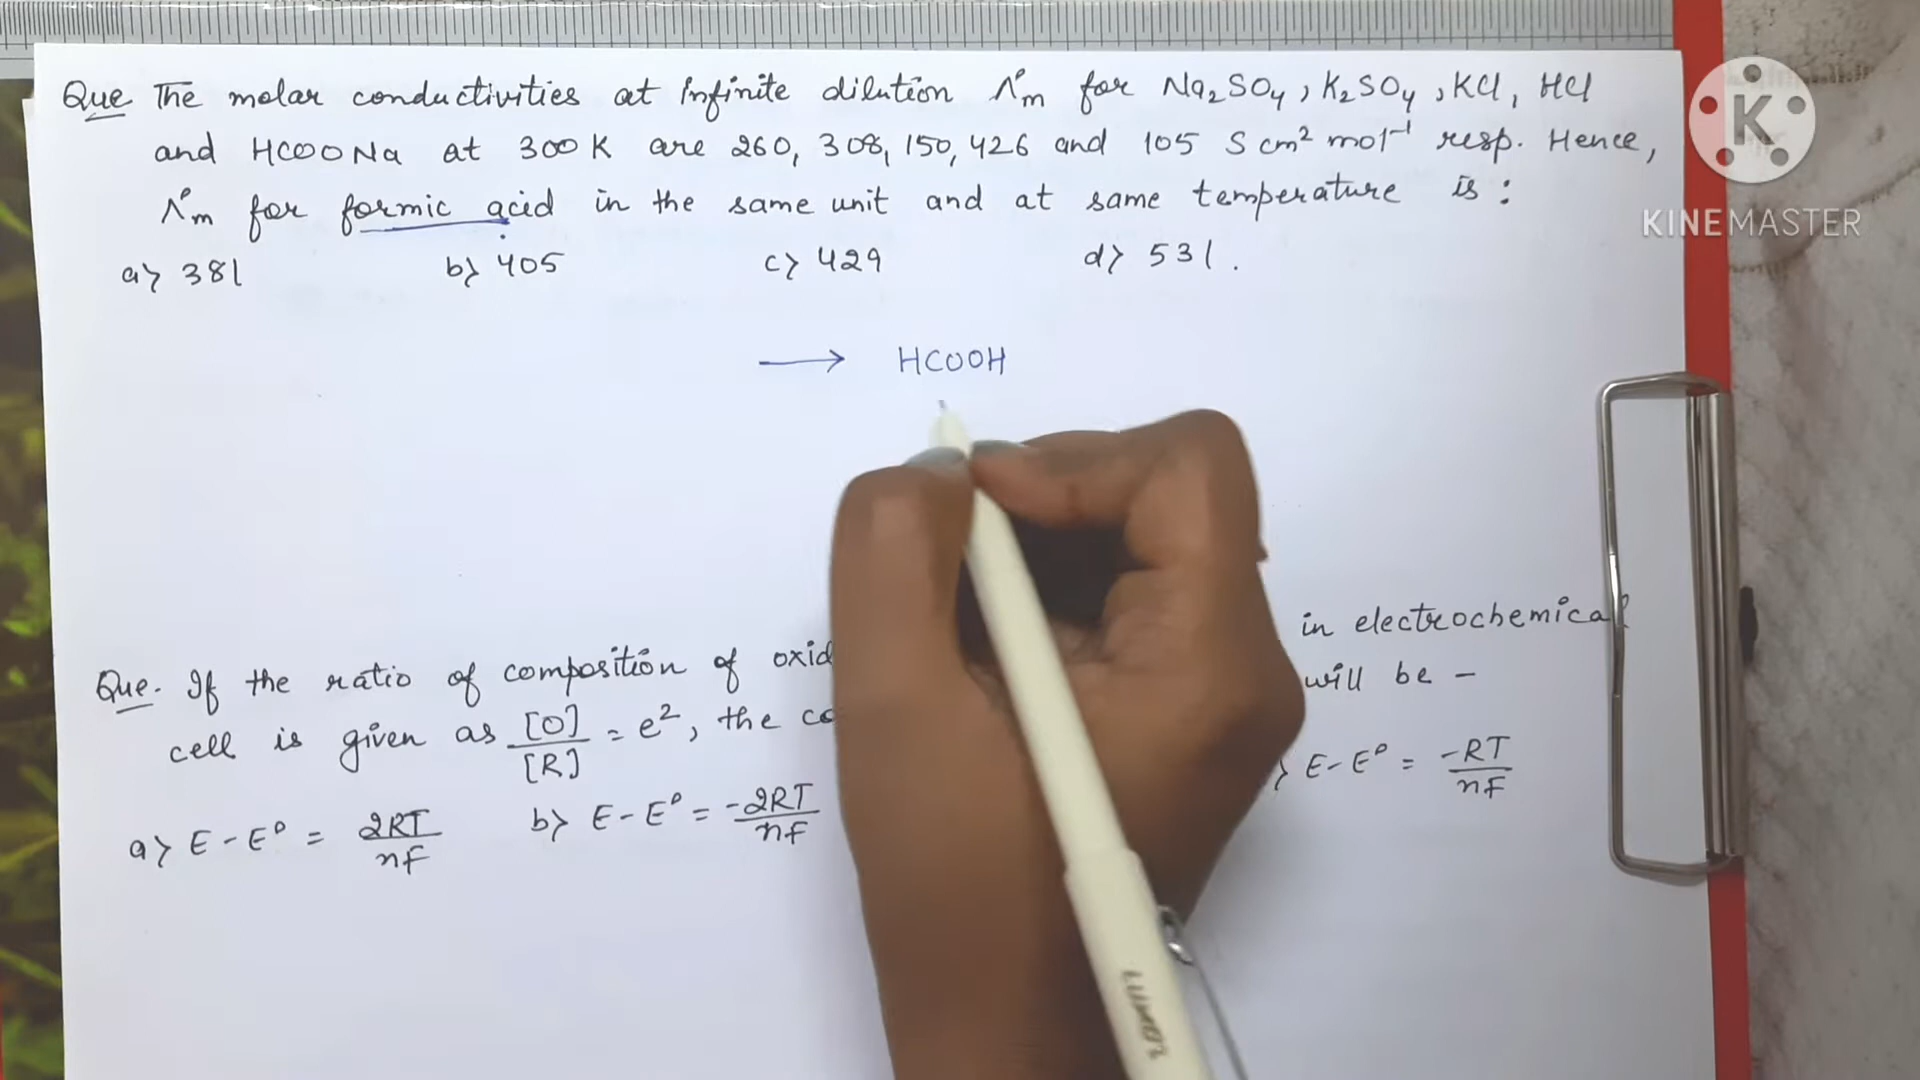 Que The molar conductivities at infinite dilution Λ°m for Na₂SO₄, K₂SO₄, KCl, HCl
and HCOONa at 300 K are 260, 308, 150, 426 and 105 S cm² mol⁻¹ resp. Hence,
Λ°m for formic acid in the same unit and at same temperature is :
a> 381 b> 405 c> 429 d> 531.
K
KINEMASTER
→ HCOOH
Que. If the ratio of composition of in electrochemical
cell is given as [O]/[R] = e², the will be -
a> E - E° = 2RT/nF b> E - E° = -2RT/nF E - E° = -RT/nF
LUXOR